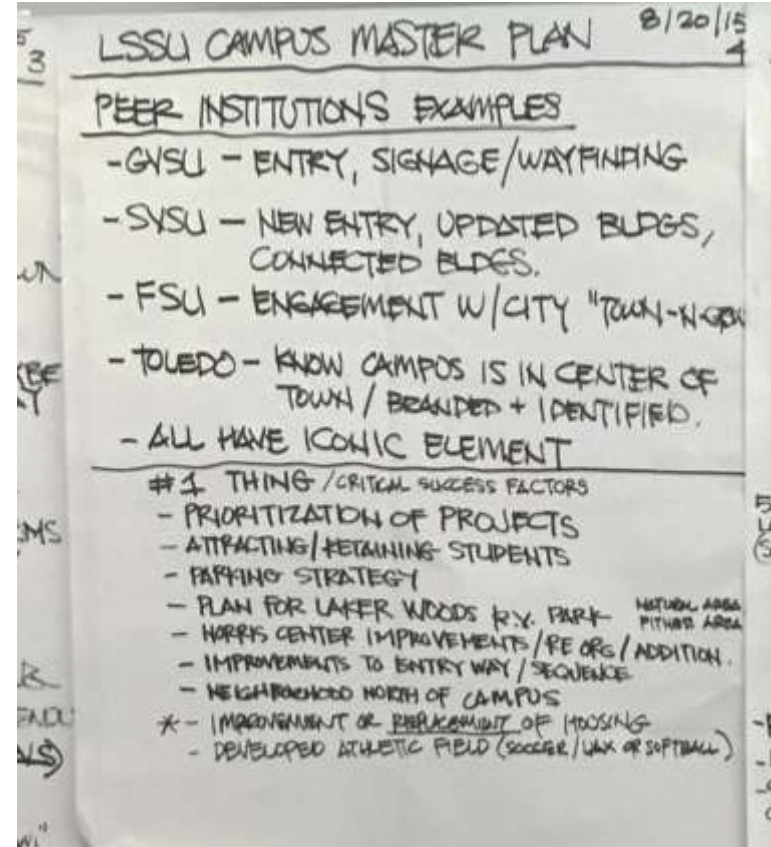 LSSU CAMPUS MASTER PLAN 8/20/15
4
3
PEER INSTITUTIONS EXAMPLES
- GVSU - ENTRY, SIGNAGE/WAYFINDING
- SVSU - NEW ENTRY, UPDATED BLDGS,
CONNECTED BLDGS.
- FSU - ENGAGEMENT W/CITY "TOWN-N-GOWN
- TOLEDO - KNOW CAMPUS IS IN CENTER OF
TOWN / BRANDED + IDENTIFIED.
- ALL HAVE ICONIC ELEMENT
#1 THING / CRITICAL SUCCESS FACTORS
- PRIORITIZATION OF PROJECTS
- ATTRACTING/RETAINING STUDENTS
- PARKING STRATEGY
- PLAN FOR LAKER WOODS R.V. PARK NATURAL AREA
AREA
- NORRIS CENTER IMPROVEMENTS/RE ORG/ADDITION.
- IMPROVEMENTS TO ENTRY WAY/SEQUENCE
- NEIGHBORHOOD NORTH OF CAMPUS
* - IMPROVEMENT OR REPLACEMENT OF HOUSING
- DEVELOPED ATHLETIC FIELD (SOCCER/LAX OR SOFTBALL)